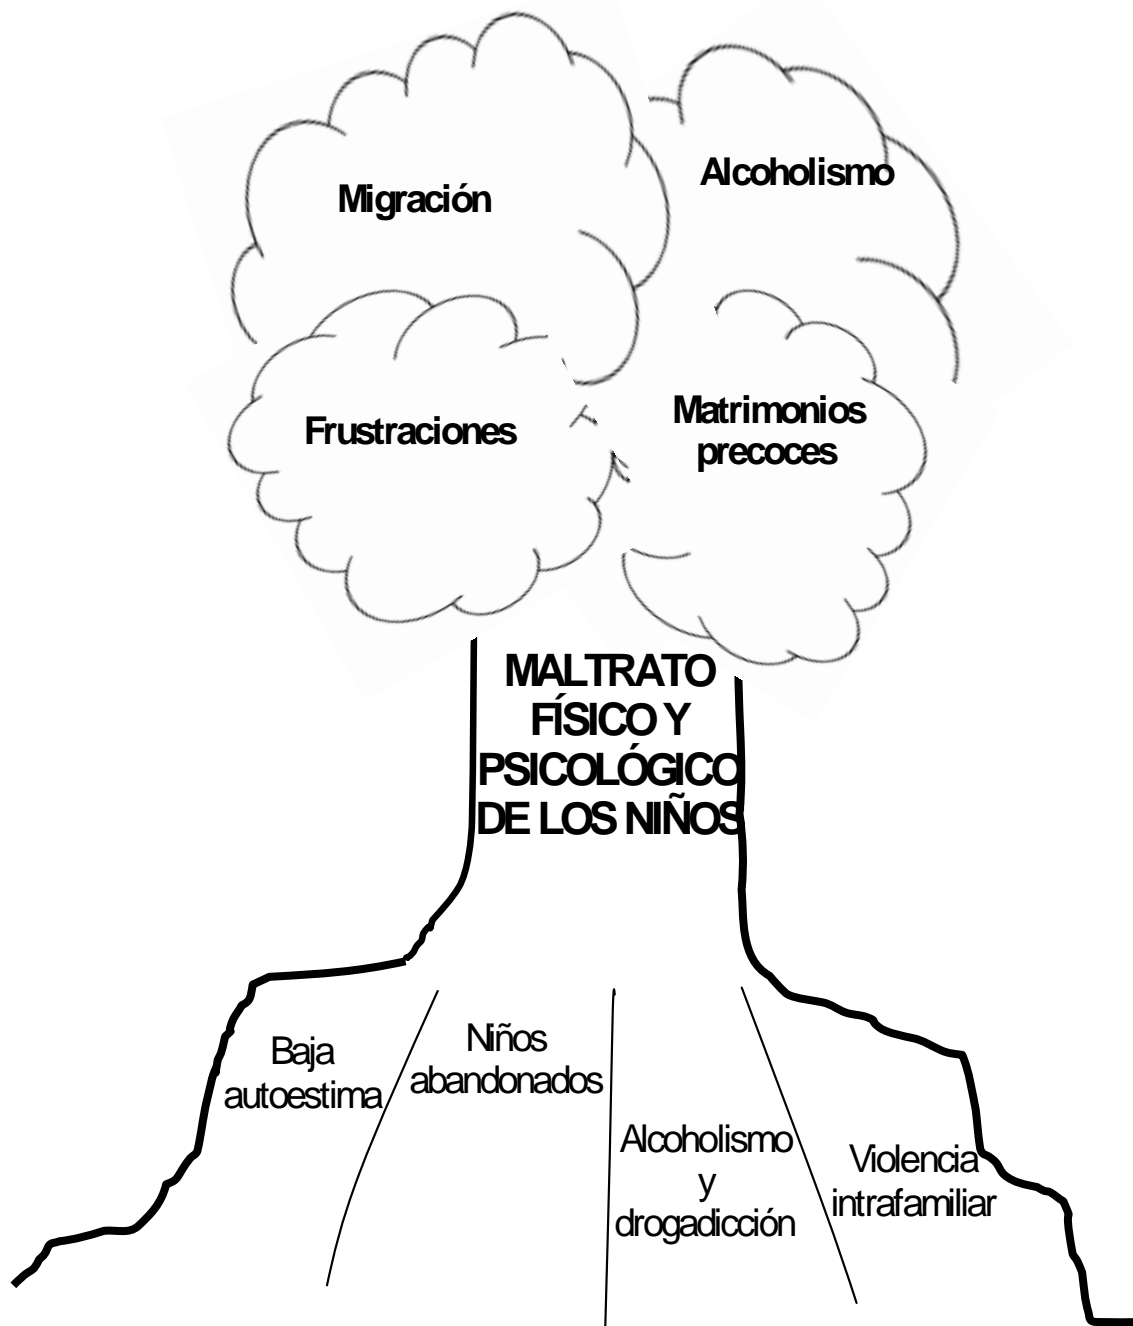 Migración
Alcoholismo
Frustraciones
Matrimonios
precoces
MALTRATO
FÍSICO Y
PSICOLÓGICO
DE LOS NIÑOS
Baja
autoestima
Niños
abandonados
Alcoholismo
y
drogadicción
Violencia
intrafamiliar